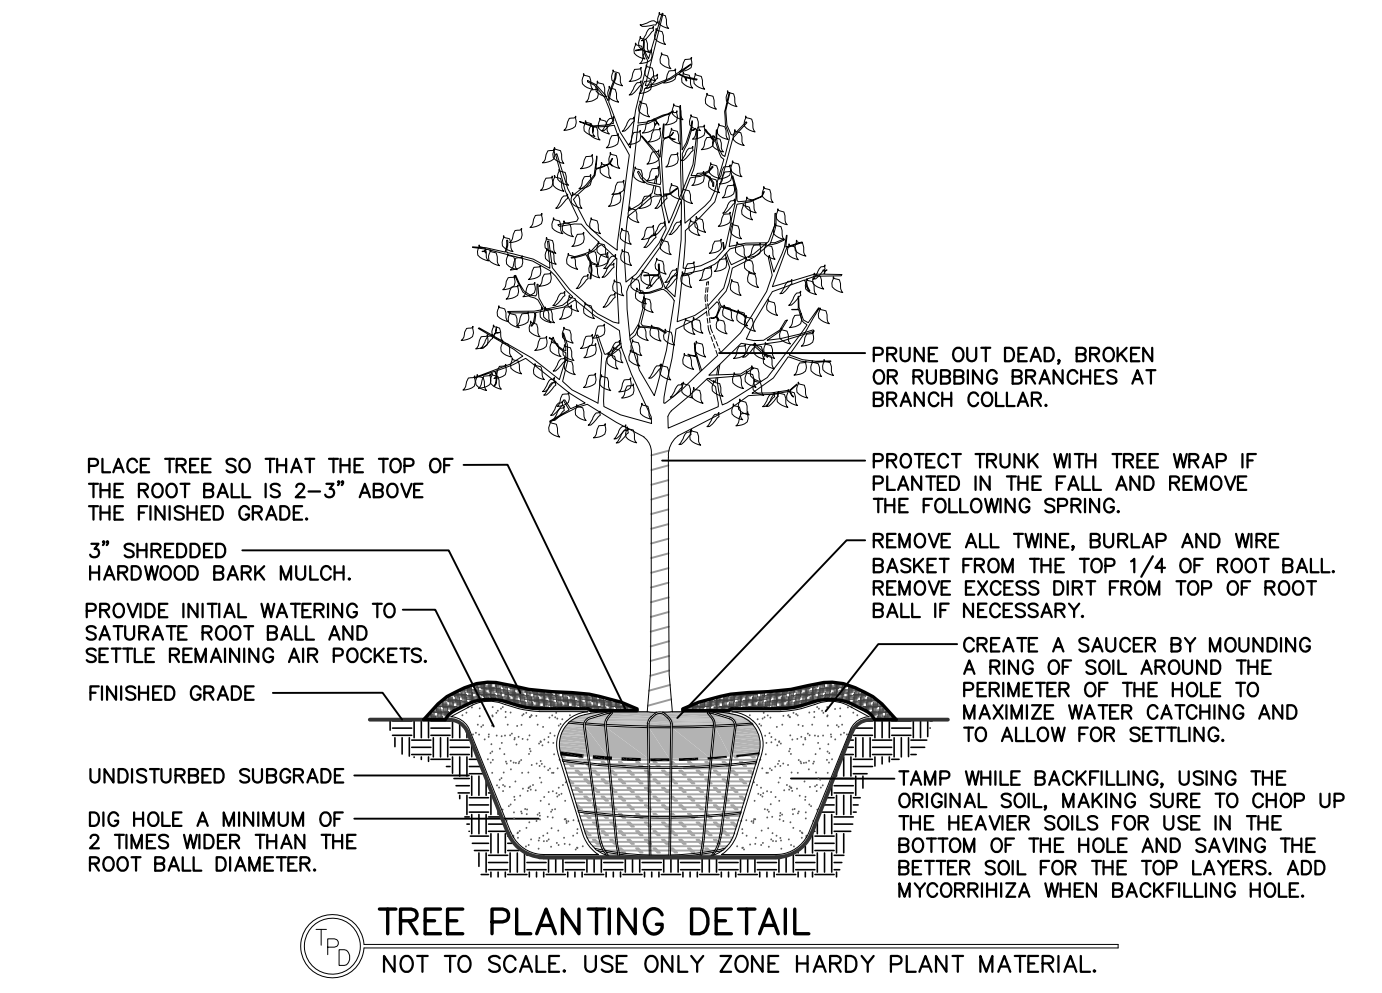 PRUNE OUT DEAD, BROKEN
OR RUBBING BRANCHES AT
BRANCH COLLAR.
PLACE TREE SO THAT THE TOP OF
THE ROOT BALL IS 2-3" ABOVE
THE FINISHED GRADE.
3" SHREDDED
HARDWOOD BARK MULCH.
PROVIDE INITIAL WATERING TO
SATURATE ROOT BALL AND
SETTLE REMAINING AIR POCKETS.
FINISHED GRADE
UNDISTURBED SUBGRADE
DIG HOLE A MINIMUM OF
2 TIMES WIDER THAN THE
ROOT BALL DIAMETER.
PROTECT TRUNK WITH TREE WRAP IF
PLANTED IN THE FALL AND REMOVE
THE FOLLOWING SPRING.
REMOVE ALL TWINE, BURLAP AND WIRE
BASKET FROM THE TOP 1/4 OF ROOT BALL.
REMOVE EXCESS DIRT FROM TOP OF ROOT
BALL IF NECESSARY.
CREATE A SAUCER BY MOUNDING
A RING OF SOIL AROUND THE
PERIMETER OF THE HOLE TO
MAXIMIZE WATER CATCHING AND
TO ALLOW FOR SETTLING.
TAMP WHILE BACKFILLING, USING THE
ORIGINAL SOIL, MAKING SURE TO CHOP UP
THE HEAVIER SOILS FOR USE IN THE
BOTTOM OF THE HOLE AND SAVING THE
BETTER SOIL FOR THE TOP LAYERS. ADD
MYCORRIHIZA WHEN BACKFILLING HOLE.
TPD
TREE PLANTING DETAIL
NOT TO SCALE. USE ONLY ZONE HARDY PLANT MATERIAL.